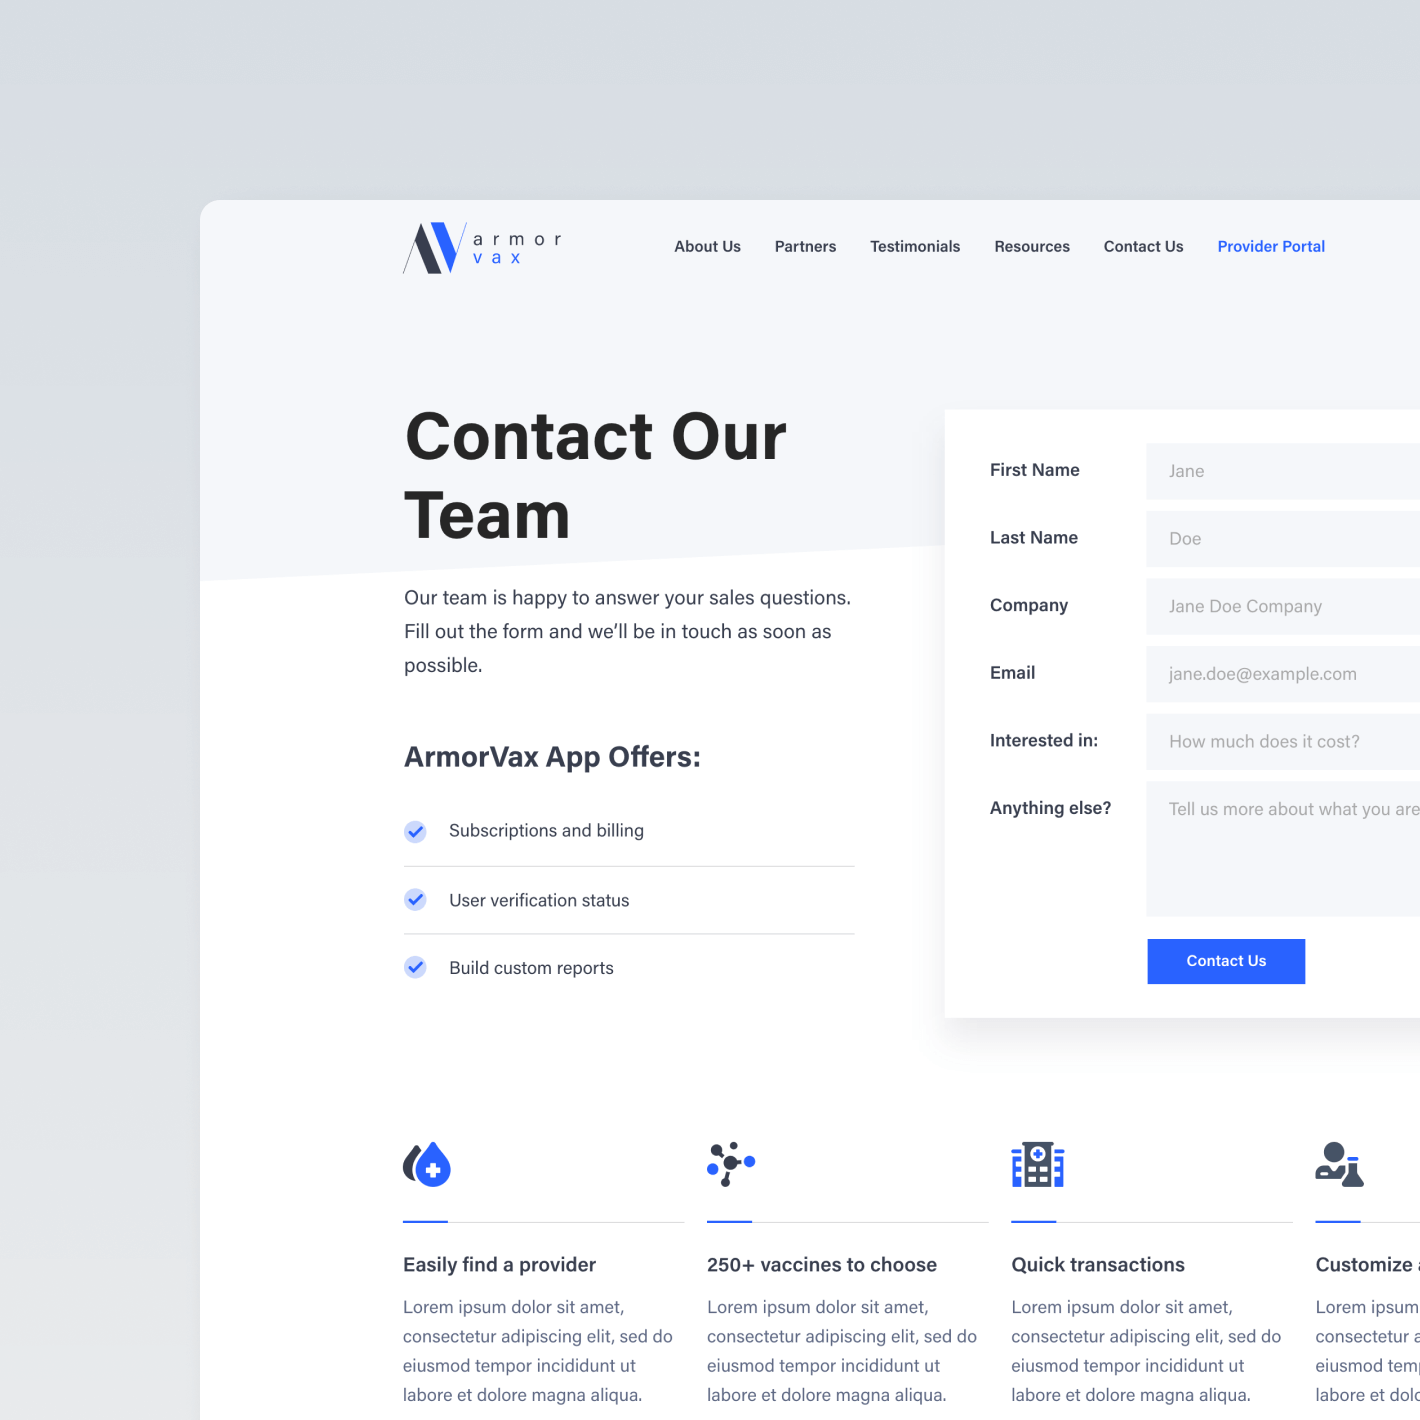 armor
vax
About Us Partners Testimonials Resources Contact Us Provider Portal
Contact Our
Team
Our team is happy to answer your sales questions.
Fill out the form and we’ll be in touch as soon as
possible.
ArmorVax App Offers:
Subscriptions and billing
User verification status
Build custom reports
First Name Jane
Last Name Doe
Company Jane Doe Company
Email jane.doe@example.com
Interested in: How much does it cost?
Anything else? Tell us more about what you are
Contact Us
Easily find a provider
Lorem ipsum dolor sit amet,
consectetur adipiscing elit, sed do
eiusmod tempor incididunt ut
labore et dolore magna aliqua.
250+ vaccines to choose
Lorem ipsum dolor sit amet,
consectetur adipiscing elit, sed do
eiusmod tempor incididunt ut
labore et dolore magna aliqua.
Quick transactions
Lorem ipsum dolor sit amet,
consectetur adipiscing elit, sed do
eiusmod tempor incididunt ut
labore et dolore magna aliqua.
Customize
Lorem ipsum
consectetur
eiusmod
labore et